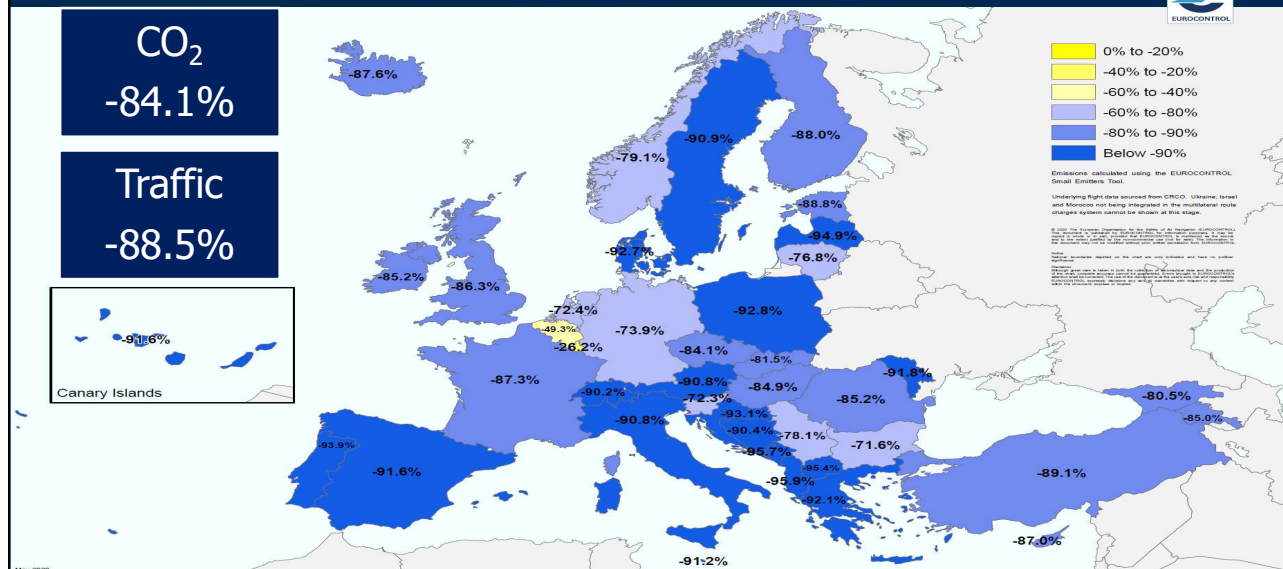 CO₂
-84.1%
Traffic
-88.5%
EUROCONTROL
0% to -20%
-40% to -20%
-60% to -40%
-60% to -80%
-80% to -90%
Below -90%
Emissions calculated using the EUROCONTROL
Small Emitters Tool.
Underlying flight data sourced from CRCO. Ukraine, Israel
and Morocco not being integrated in the multilateral route
charges system cannot be shown at this stage.
-87.6%
-90.9%
-88.0%
-79.1%
-88.8%
-94.9%
-92.7%
-76.8%
-85.2%
-86.3%
-72.4%
-73.9%
-92.8%
-49.3%
-26.2%
-84.1%
-81.5%
-87.3%
-90.2%
-90.8%
-72.3%
-84.9%
-91.8%
-85.2%
-90.8%
-93.1%
-90.4%
-78.1%
-71.6%
-95.7%
-95.4%
-95.9%
-92.1%
-80.5%
-85.0%
-89.1%
-87.0%
-93.9%
-91.6%
-91.2%
-91.6%
Canary Islands